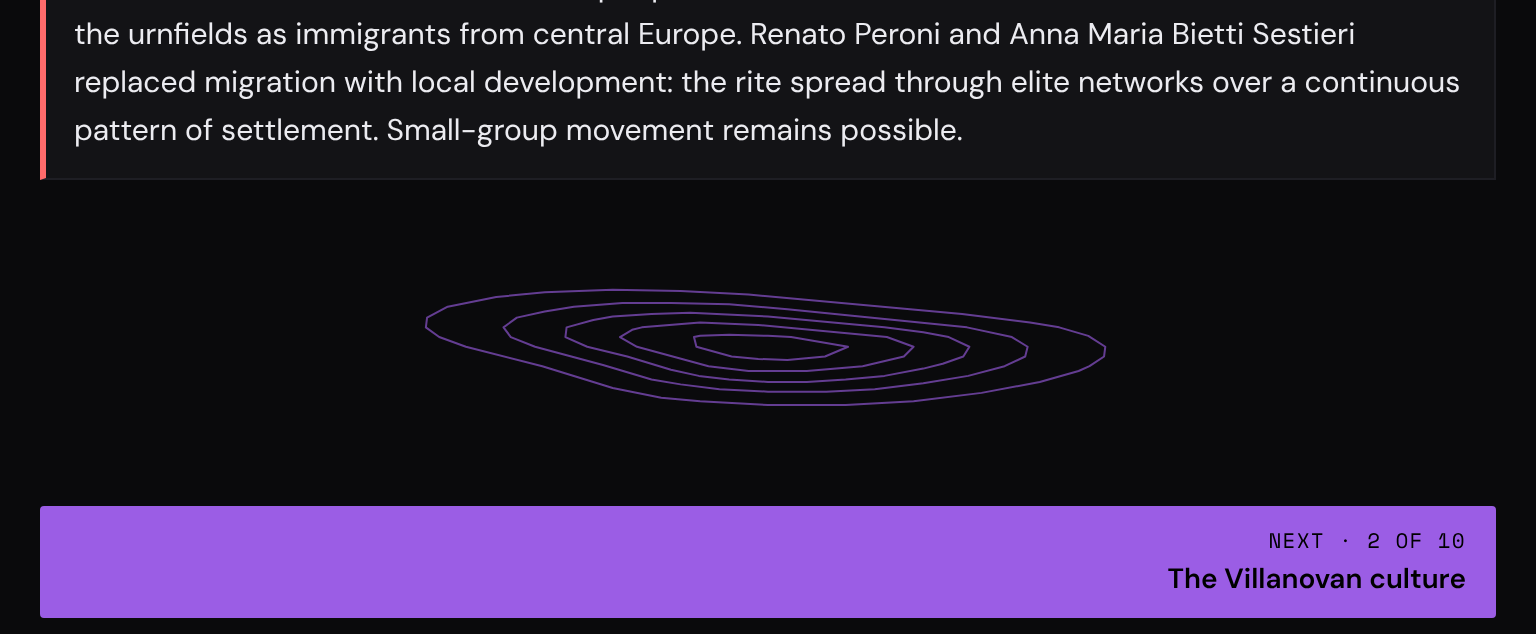 the urnfields as immigrants from central Europe. Renato Peroni and Anna Maria Bietti Sestieri
replaced migration with local development: the rite spread through elite networks over a continuous
pattern of settlement. Small-group movement remains possible.
NEXT · 2 OF 10
The Villanovan culture